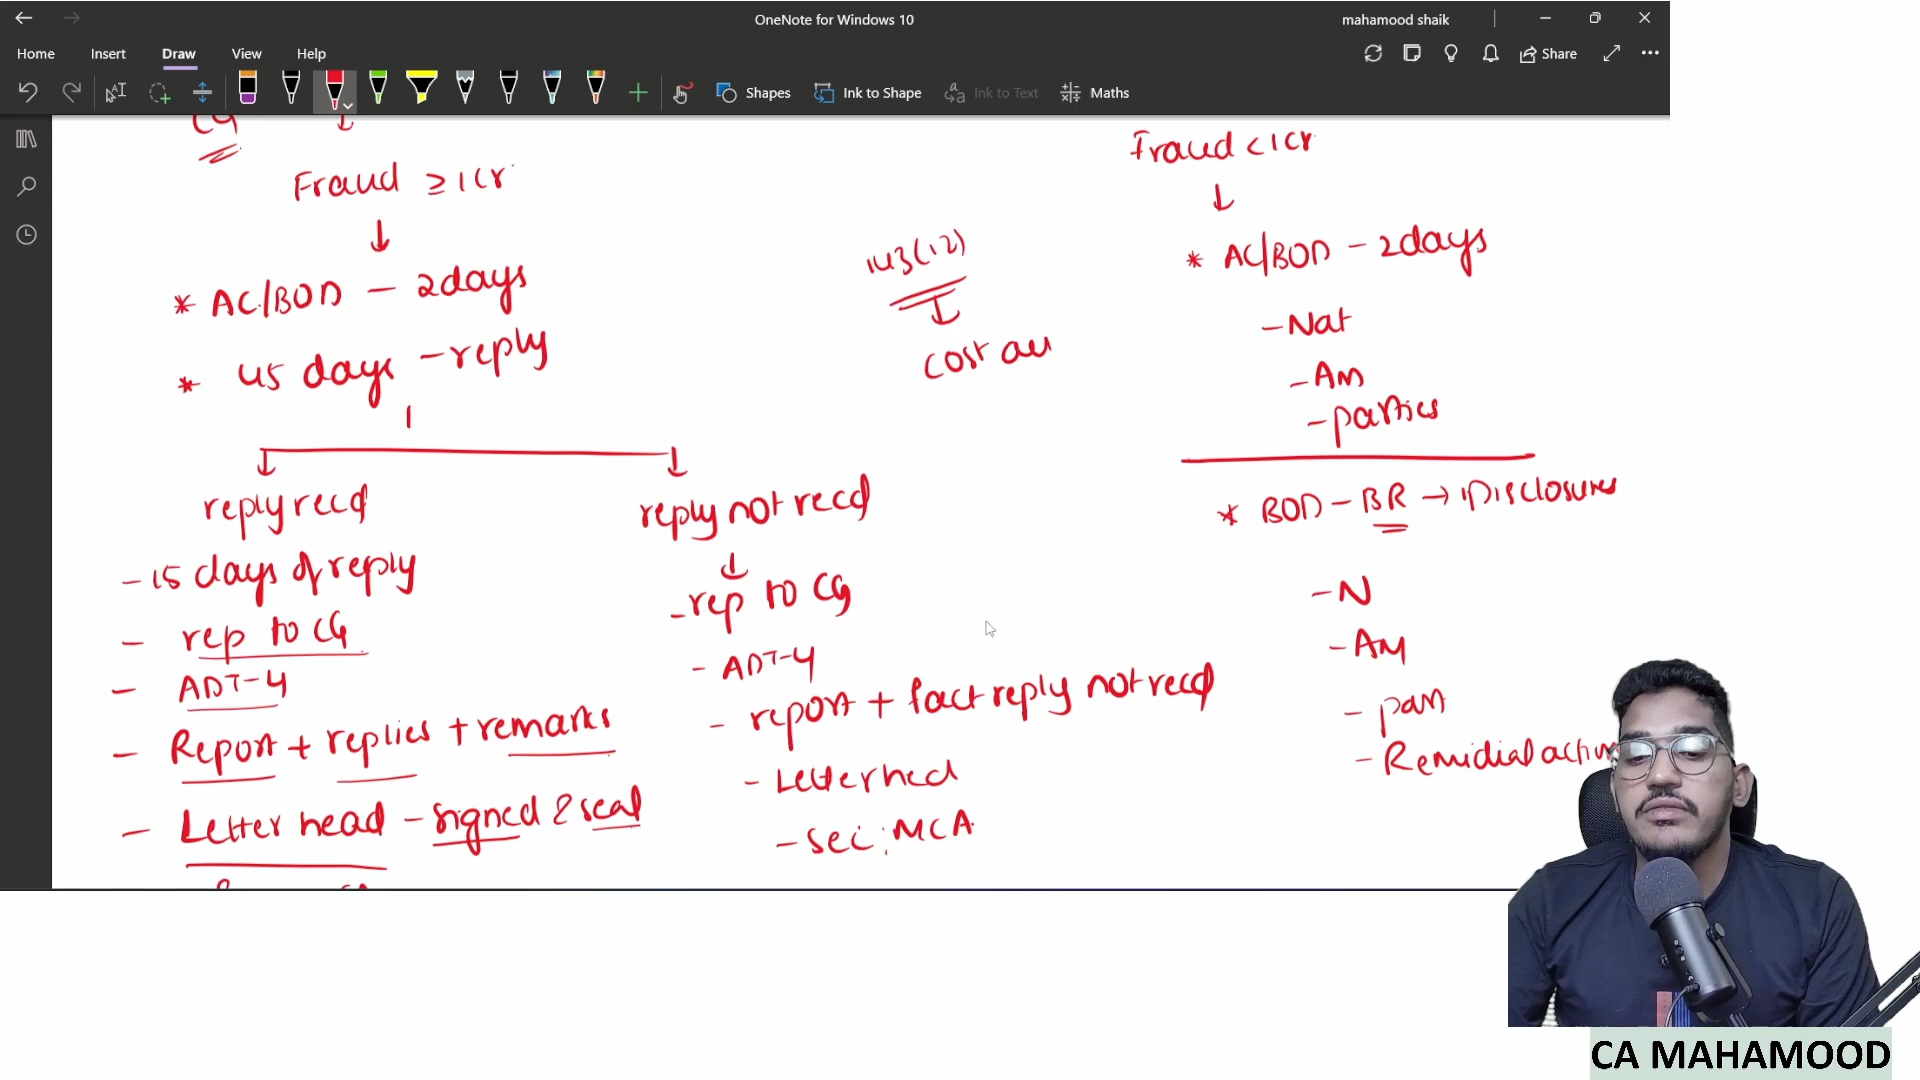 OneNote for Windows 10
mahamood shaik
Home Insert Draw View Help
Share
Shapes
Ink to Shape
Ink to Text
Maths
CG
Fraud ≥ 1cr
* AC/BOD - 2days
* 45 days - reply
reply recd
- 15 days of reply
- rep to CG
- ADT-4
- Report + replies + remarks
- Letter head - signed & seal
reply not recd
- rep to CG
- ADT-4
- report + fact reply not recd
- Letterhed
- Sec: MCA
143(12)
cost au
Fraud < 1cr
* AC/BOD - 2days
- Nat
- Am
- parties
* BOD - BR → Disclosures
- N
- Am
- part
- Remidial action
CA MAHAMOOD